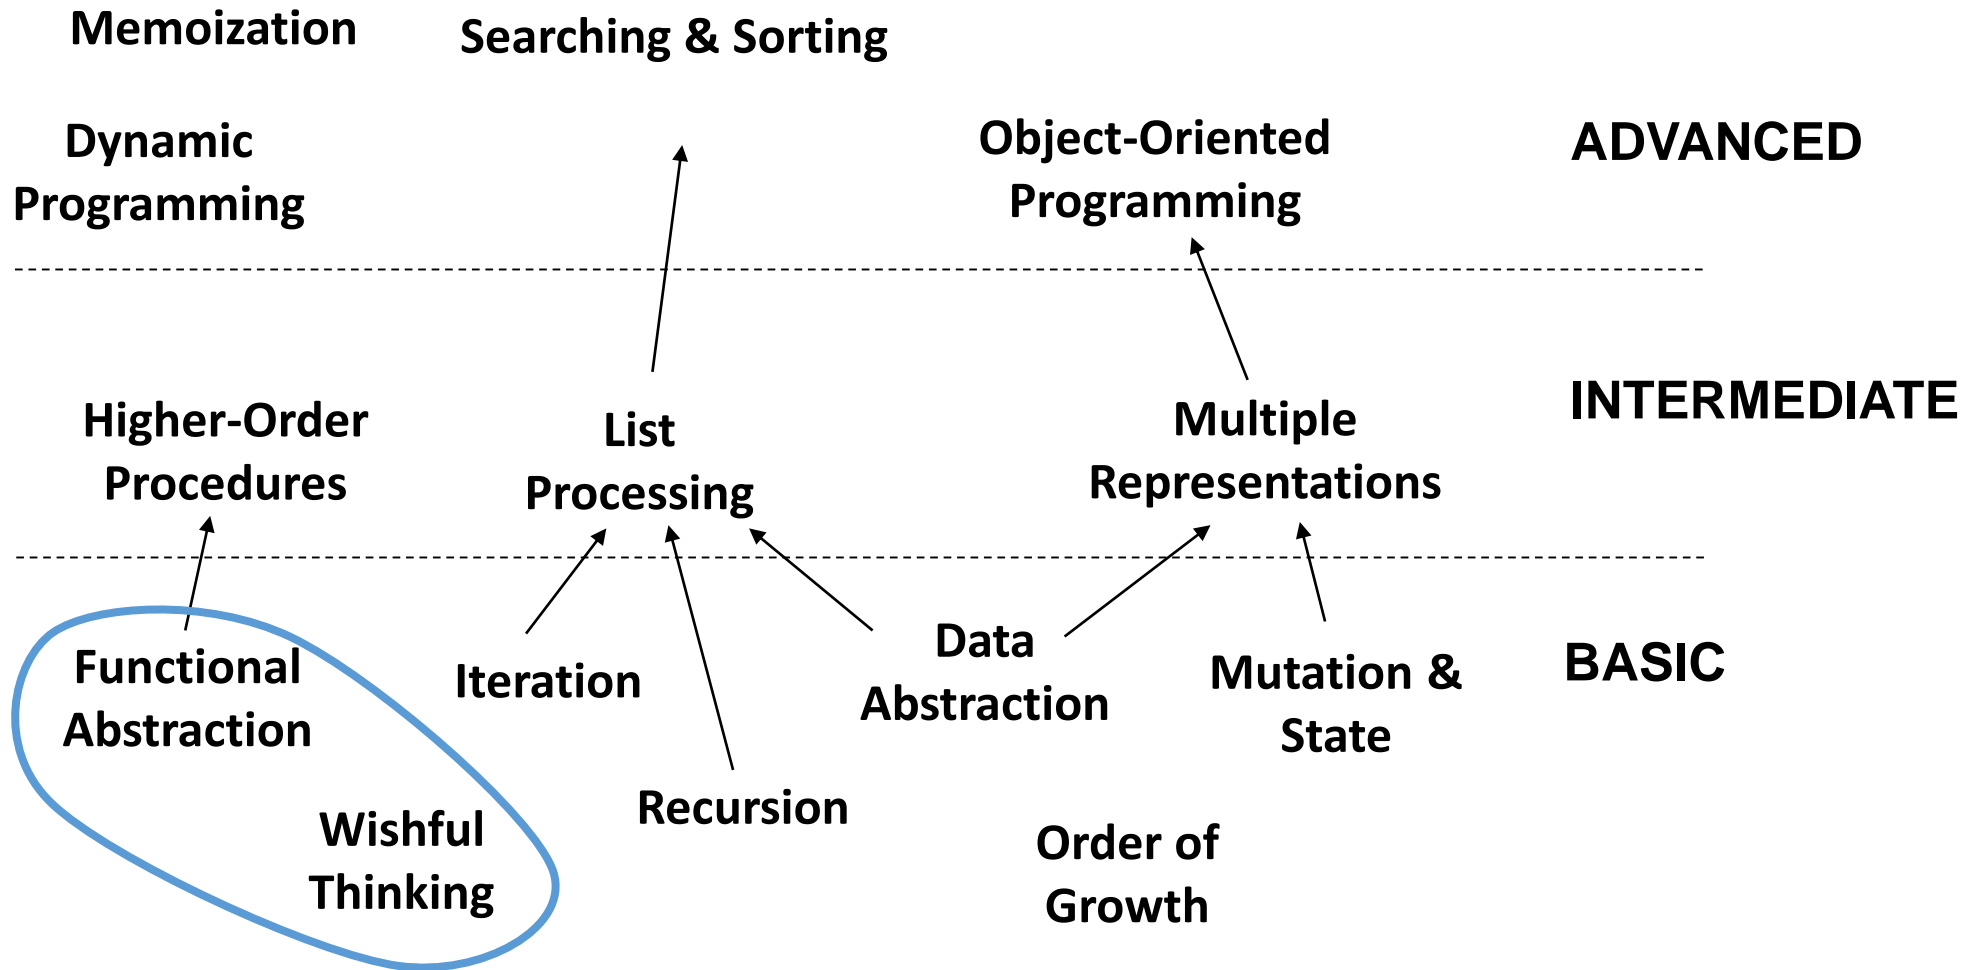 Memoization
Searching & Sorting
Dynamic
Programming
Object-Oriented
Programming
ADVANCED
Higher-Order
Procedures
List
Processing
Multiple
Representations
INTERMEDIATE
Functional
Abstraction
Iteration
Data
Abstraction
Mutation &
State
BASIC
Wishful
Thinking
Recursion
Order of
Growth